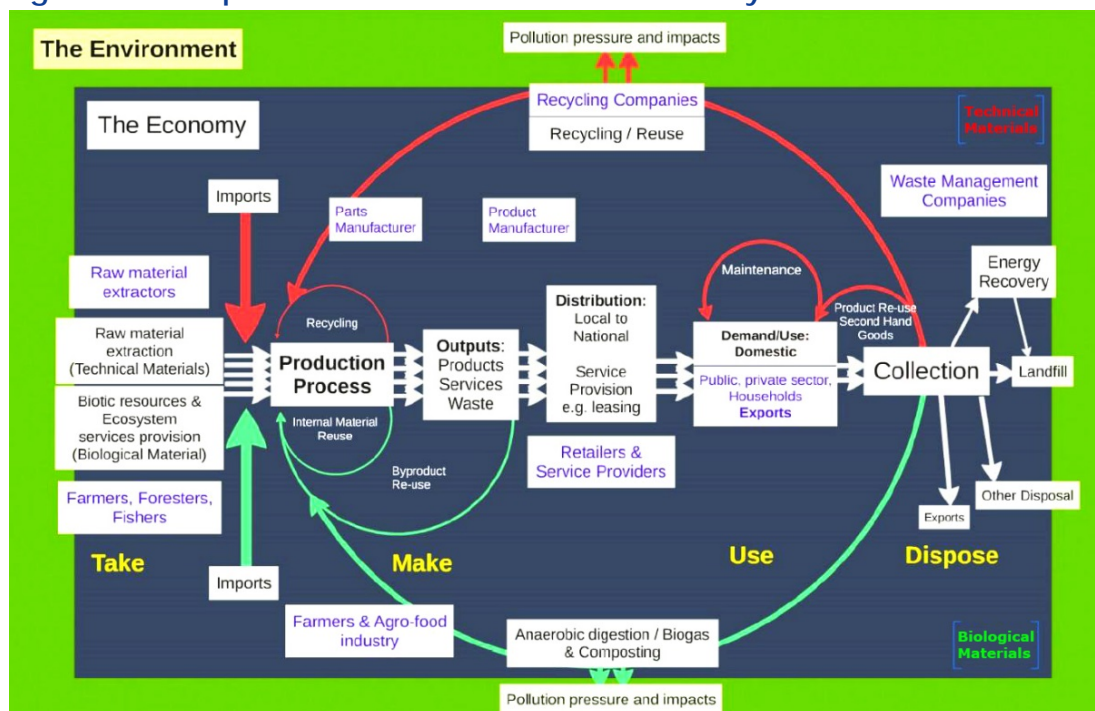 The Environment
Pollution pressure and impacts
The Economy
Recycling Companies
Recycling / Reuse
Technical
Materials
Waste Management
Companies
Imports
Parts
Manufacturer
Product
Manufacturer
Raw material
extractors
Maintenance
Energy
Recovery
Distribution:
Local to
National
Service
Provision
e.g. leasing
Product Re-use
Second Hand
Goods
Recycling
Raw material
extraction
(Technical Materials)
Production
Process
Outputs:
Products
Services
Waste
Demand/Use:
Domestic
Public, private sector,
Households
Exports
Collection
Landfill
Biotic resources &
Ecosystem
services provision
(Biological Material)
Internal Material
Reuse
Byproduct
Re-use
Retailers &
Service Providers
Farmers, Foresters,
Fishers
Other Disposal
Exports
Take
Make
Use
Dispose
Imports
Farmers & Agro-food
industry
Anaerobic digestion / Biogas
& Composting
Biological
Materials
Pollution pressure and impacts